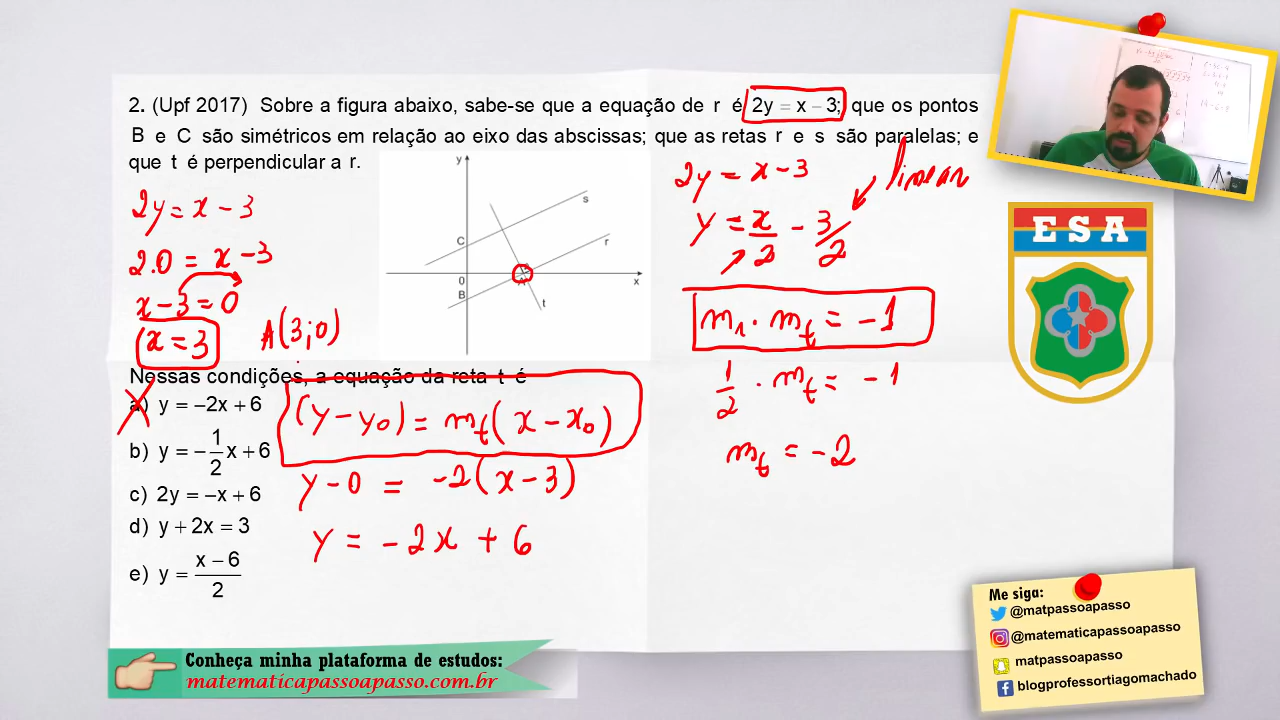 2. (Upf 2017) Sobre a figura abaixo, sabe-se que a equação de r é 2y = x − 3; que os pontos
B e C são simétricos em relação ao eixo das abscissas; que as retas r e s são paralelas; e
que t é perpendicular a r.
2y = x − 3
2.0 = x − 3
x − 3 = 0
x = 3
A(3;0)
y
s
C
r
0
A
x
B
t
2y = x − 3
linear
y = x/2 − 3/2
m₁ . m_t = −1
1/2 . m_t = −1
m_t = −2
Nessas condições, a equação da reta t é
a) y = −2x + 6
b) y = −1/2 x + 6
c) 2y = −x + 6
d) y + 2x = 3
e) y = (x − 6)/2
(y − y₀) = m_t(x − x₀)
y − 0 = −2(x − 3)
y = −2x + 6
ESA
Me siga:
@matpassoapasso
@matematicapassoapasso
matpassoapasso
blogprofessortiagomachado
Conheça minha plataforma de estudos:
matematicapassoapasso.com.br